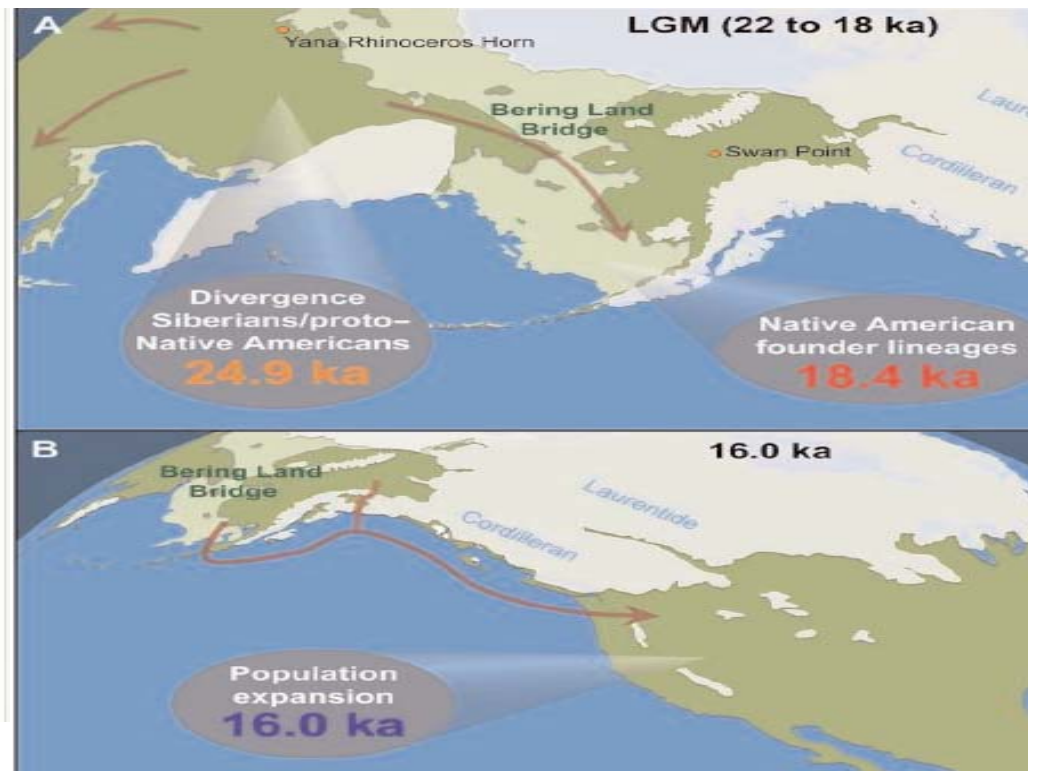 A
LGM (22 to 18 ka)
Yana Rhinoceros Horn
Bering Land
Bridge
Swan Point
Cordilleran
Divergence
Siberians/proto–
Native Americans
24.9 ka
Native American
founder lineages
18.4 ka
B
16.0 ka
Bering Land
Bridge
Laurentide
Cordilleran
Population
expansion
16.0 ka